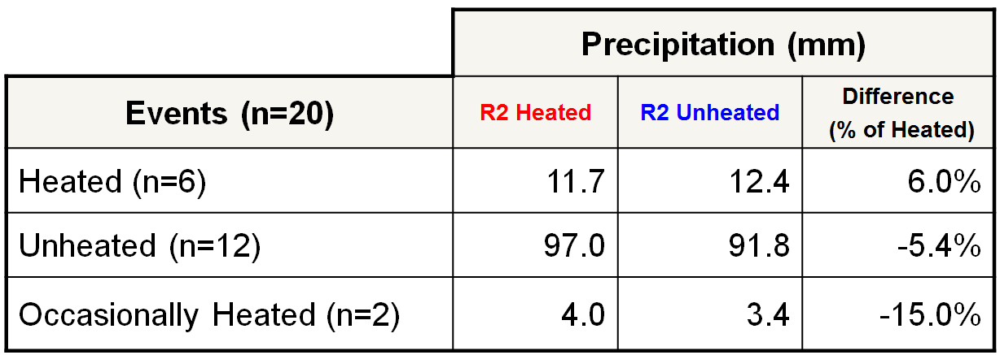 Precipitation (mm)
Events (n=20) R2 Heated R2 Unheated Difference
(% of Heated)
Heated (n=6) 11.7 12.4 6.0%
Unheated (n=12) 97.0 91.8 -5.4%
Occasionally Heated (n=2) 4.0 3.4 -15.0%